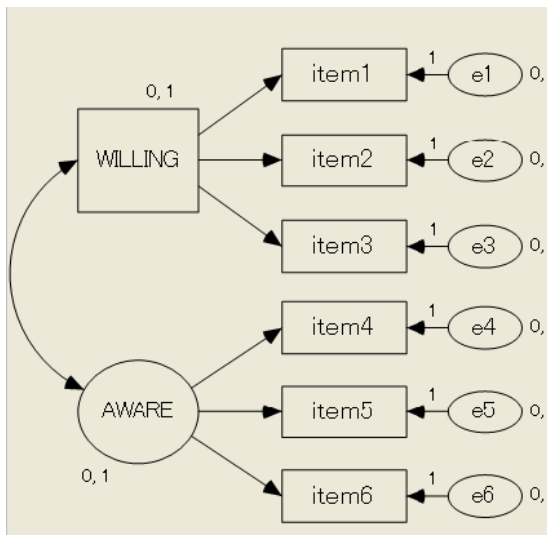 0, 1
WILLING
item1
1
e1
0,
item2
1
e2
0,
item3
1
e3
0,
item4
1
e4
0,
AWARE
0, 1
item5
1
e5
0,
item6
1
e6
0,